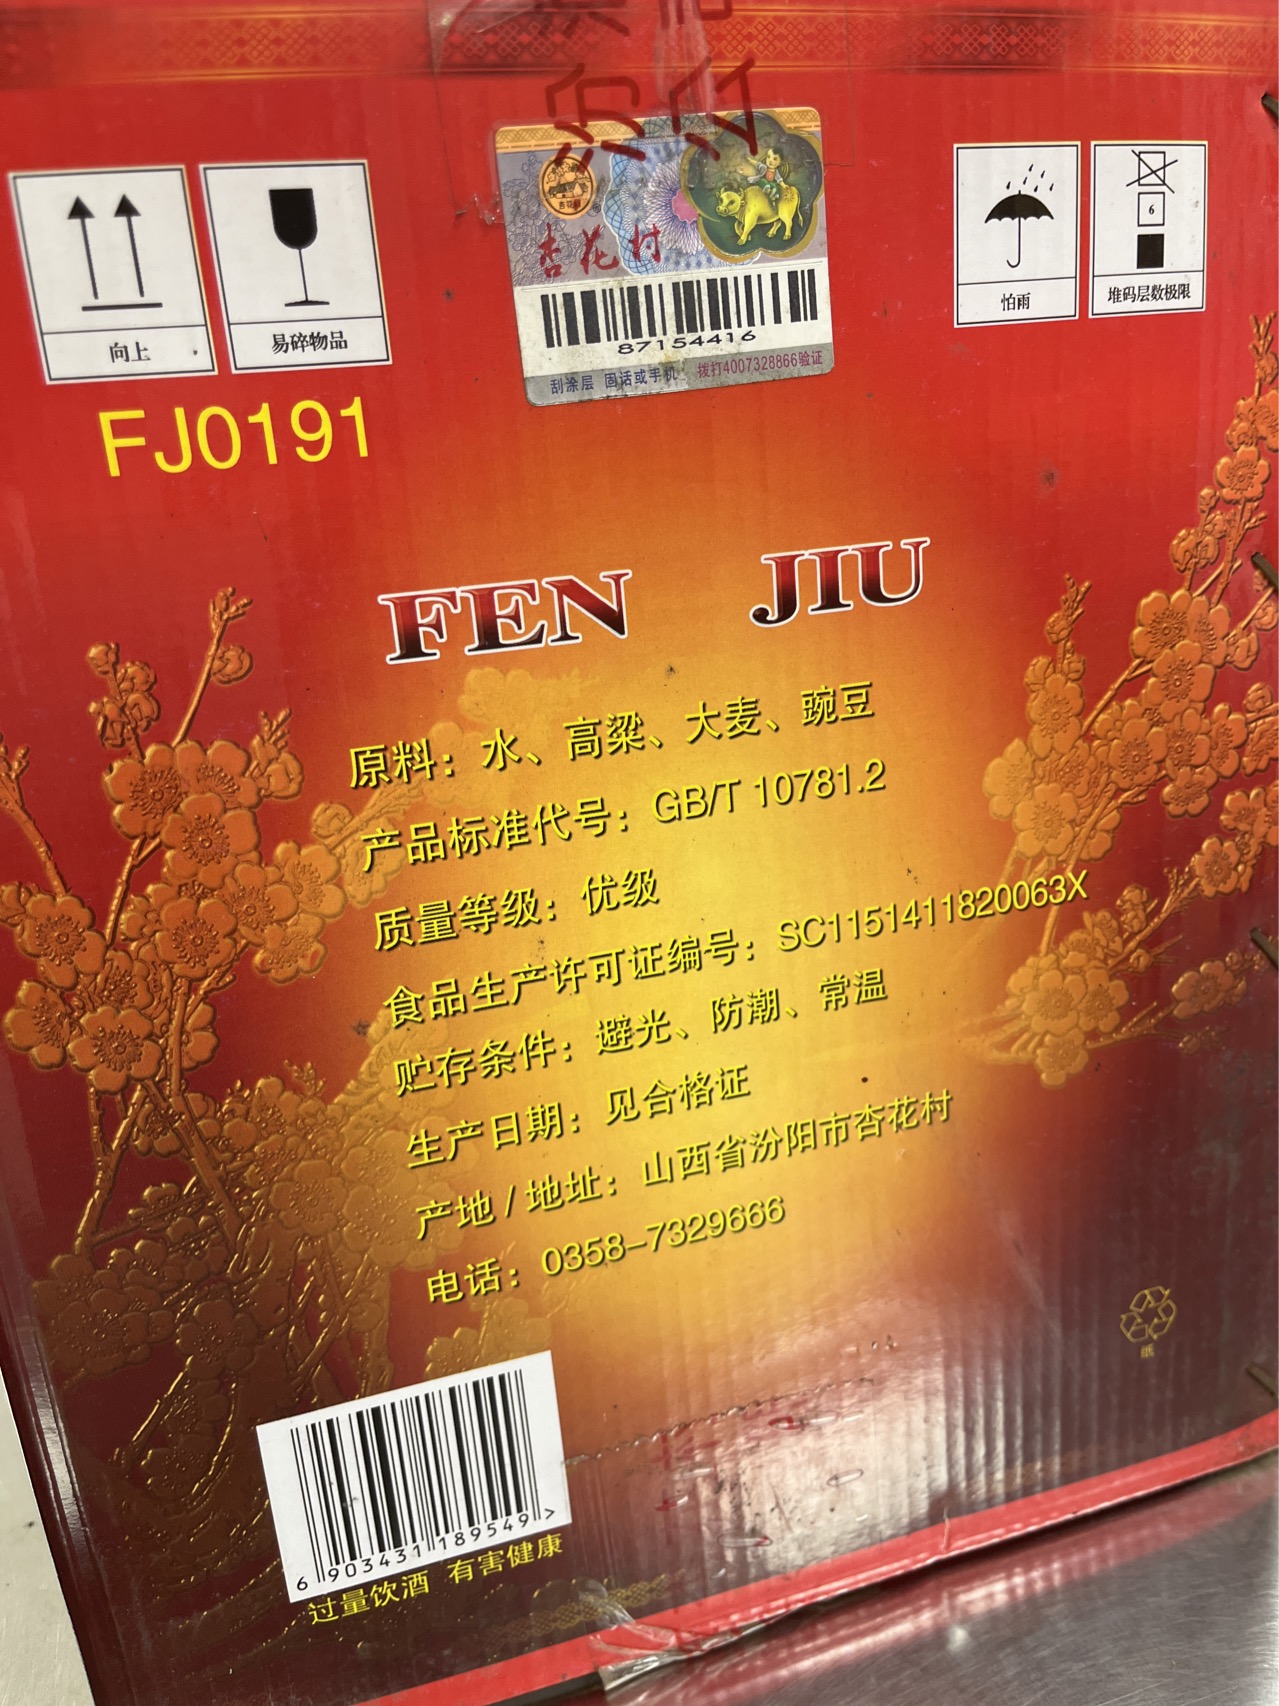 杏花村
87154416
刮涂层 固话或手机 拨打4007328866验证
向上
易碎物品
怕雨
6
堆码层数极限
FJ0191
FEN JIU
原料：水、高粱、大麦、豌豆
产品标准代号：GB/T 10781.2
质量等级：优级
食品生产许可证编号：SC1151411820063X
贮存条件：避光、防潮、常温
生产日期：见合格证
产地 / 地址：山西省汾阳市杏花村
电话：0358-7329666
纸
6 903431 189549 >
过量饮酒 有害健康